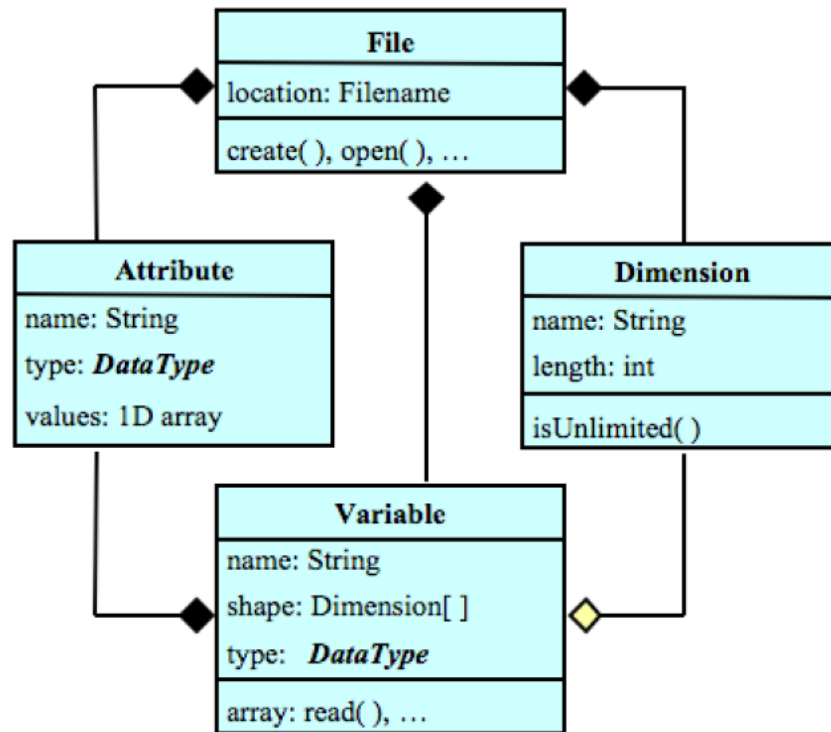 File
location: Filename
create( ), open( ), …
Attribute
name: String
type: DataType
values: 1D array
Dimension
name: String
length: int
isUnlimited( )
Variable
name: String
shape: Dimension[ ]
type: DataType
array: read( ), …